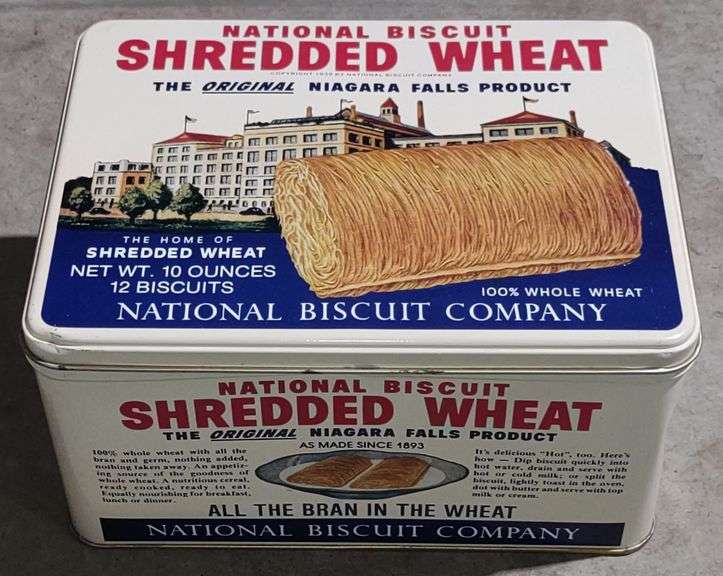 NATIONAL BISCUIT
SHREDDED WHEAT
COPYRIGHT 1939 BY NATIONAL BISCUIT COMPANY
THE ORIGINAL NIAGARA FALLS PRODUCT
THE HOME OF
SHREDDED WHEAT
NET WT. 10 OUNCES
12 BISCUITS
100% WHOLE WHEAT
NATIONAL BISCUIT COMPANY
NATIONAL BISCUIT
SHREDDED WHEAT
THE ORIGINAL NIAGARA FALLS PRODUCT
AS MADE SINCE 1893
100% whole wheat with all the
bran and germ, nothing added,
nothing taken away. An appetiz-
ing source of the goodness of
whole wheat. A nutritious cereal,
ready cooked, ready to eat.
Equally nourishing for breakfast,
lunch or dinner.
It's delicious "Hot", too. Here's
how — Dip biscuit quickly into
hot water, drain and serve with
hot or cold milk; or split the
biscuit, lightly toast in the oven,
dot with butter and serve with top
milk or cream.
ALL THE BRAN IN THE WHEAT
NATIONAL BISCUIT COMPANY